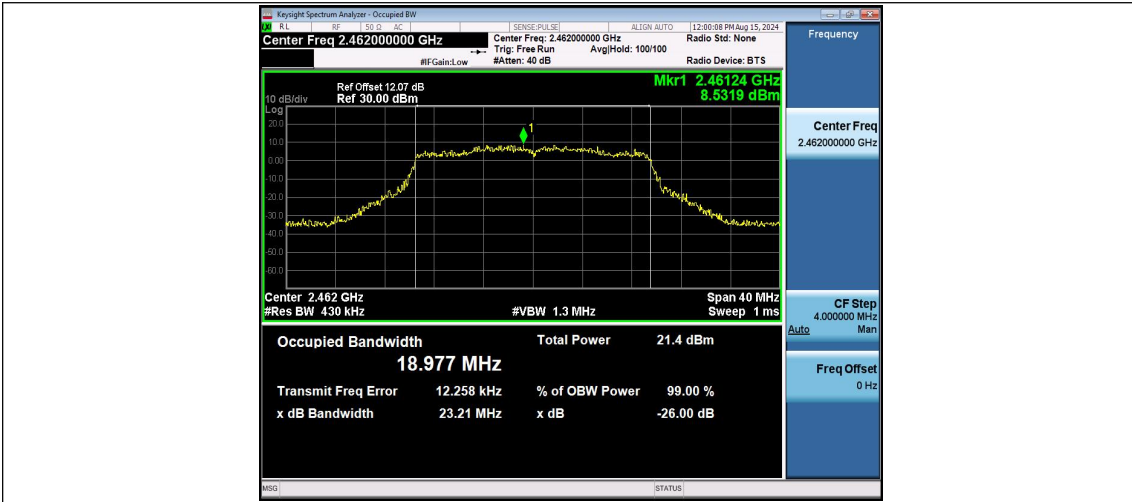 Keysight Spectrum Analyzer - Occupied BW
RL RF 50 Ω AC SENSE:PULSE ALIGN AUTO 12:00:08 PM Aug 15, 2024
Center Freq 2.462000000 GHz
Center Freq: 2.462000000 GHz Radio Std: None
Trig: Free Run Avg|Hold: 100/100
#IFGain:Low #Atten: 40 dB Radio Device: BTS
Frequency
Mkr1 2.46124 GHz
8.5319 dBm
Ref Offset 12.07 dB
10 dB/div Ref 30.00 dBm
Log
20.0
10.0
0.00
-10.0
-20.0
-30.0
-40.0
-50.0
-60.0
1
Center 2.462 GHz Span 40 MHz
#Res BW 430 kHz #VBW 1.3 MHz Sweep 1 ms
Center Freq
2.462000000 GHz
CF Step
4.000000 MHz
Auto Man
Freq Offset
0 Hz
Occupied Bandwidth Total Power 21.4 dBm
18.977 MHz
Transmit Freq Error 12.258 kHz % of OBW Power 99.00 %
x dB Bandwidth 23.21 MHz x dB -26.00 dB
MSG STATUS